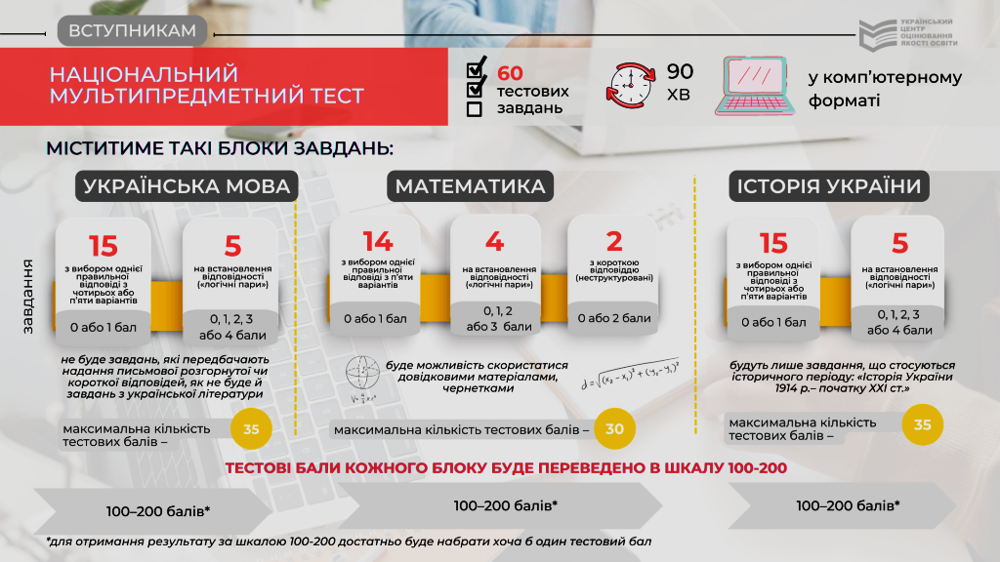 ВСТУПНИКАМ
УКРАЇНСЬКИЙ
ЦЕНТР
ОЦІНЮВАННЯ
ЯКОСТІ ОСВІТИ
НАЦІОНАЛЬНИЙ
МУЛЬТИПРЕДМЕТНИЙ ТЕСТ
60
тестових
завдань
90
хв
у комп’ютерному
форматі
МІСТИТИМЕ ТАКІ БЛОКИ ЗАВДАНЬ:
завдання
УКРАЇНСЬКА МОВА
15
з вибором однієї
правильної
відповіді з
чотирьох або
п'яти варіантів
0 або 1 бал
5
на встановлення
відповідності
(«логічні пари»)
0, 1, 2, 3
або 4 бали
не буде завдань, які передбачають
надання письмової розгорнутої чи
короткої відповідей, як не буде й
завдань з української літератури
максимальна кількість
тестових балів –
35
МАТЕМАТИКА
14
з вибором однієї
правильної
відповіді з п’яти
варіантів
0 або 1 бал
4
на встановлення
відповідності
(«логічні пари»)
0, 1, 2
або 3 бали
2
з короткою
відповіддю
(неструктуровані)
0 або 2 бали
буде можливість скористатися
довідковими матеріалами,
чернетками
V=4/3 πr³
d = √(x₂ - x₁)² + (y₂ - y₁)²
максимальна кількість тестових балів –
30
ІСТОРІЯ УКРАЇНИ
15
з вибором однієї
правильної
відповіді з
чотирьох або
п'яти варіантів
0 або 1 бал
5
на встановлення
відповідності
(«логічні пари»)
0, 1, 2, 3
або 4 бали
будуть лише завдання, що стосуються
історичного періоду: «Історія України
1914 р.– початку XXI ст.»
максимальна кількість
тестових балів –
35
ТЕСТОВІ БАЛИ КОЖНОГО БЛОКУ БУДЕ ПЕРЕВЕДЕНО В ШКАЛУ 100-200
100–200 балів*
100–200 балів*
100–200 балів*
*для отримання результату за шкалою 100-200 достатньо буде набрати хоча б один тестовий бал